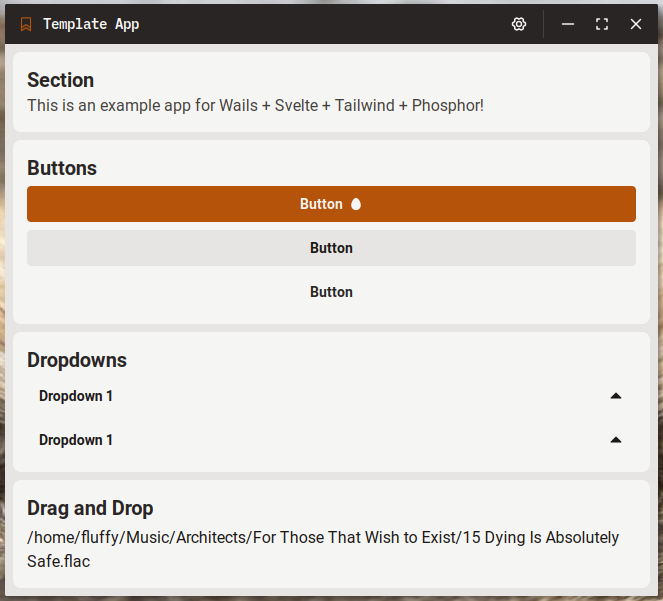 Template App
Section
This is an example app for Wails + Svelte + Tailwind + Phosphor!
Buttons
Button
Button
Button
Dropdowns
Dropdown 1
Dropdown 1
Drag and Drop
/home/fluffy/Music/Architects/For Those That Wish to Exist/15 Dying Is Absolutely
Safe.flac